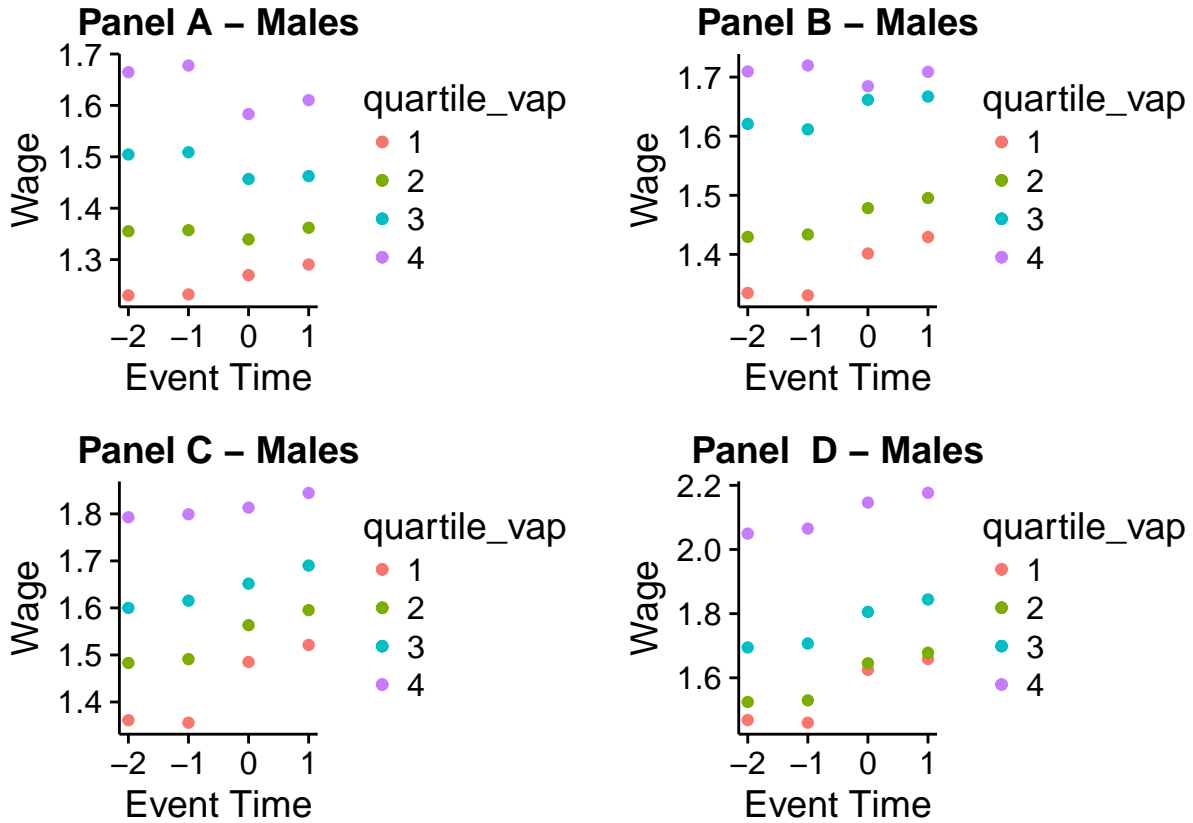 Panel A – Males
Wage
1.7
1.6
1.5
1.4
1.3
−2 −1 0 1
Event Time
quartile_vap
1
2
3
4
Panel B – Males
Wage
1.7
1.6
1.5
1.4
−2 −1 0 1
Event Time
quartile_vap
1
2
3
4
Panel C – Males
Wage
1.8
1.7
1.6
1.5
1.4
−2 −1 0 1
Event Time
quartile_vap
1
2
3
4
Panel  D – Males
Wage
2.2
2.0
1.8
1.6
−2 −1 0 1
Event Time
quartile_vap
1
2
3
4